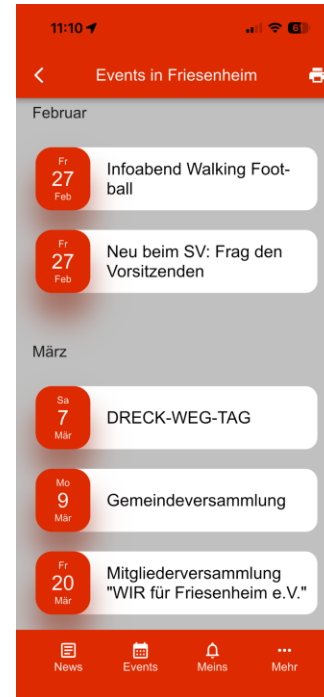 11:10
6
Events in Friesenheim
Februar
Fr
27
Feb
Infoabend Walking Foot-
ball
Fr
27
Feb
Neu beim SV: Frag den
Vorsitzenden
März
Sa
7
Mär
DRECK-WEG-TAG
Mo
9
Mär
Gemeindeversammlung
Fr
20
Mär
Mitgliederversammlung
"WIR für Friesenheim e.V."
News
Events
Meins
Mehr